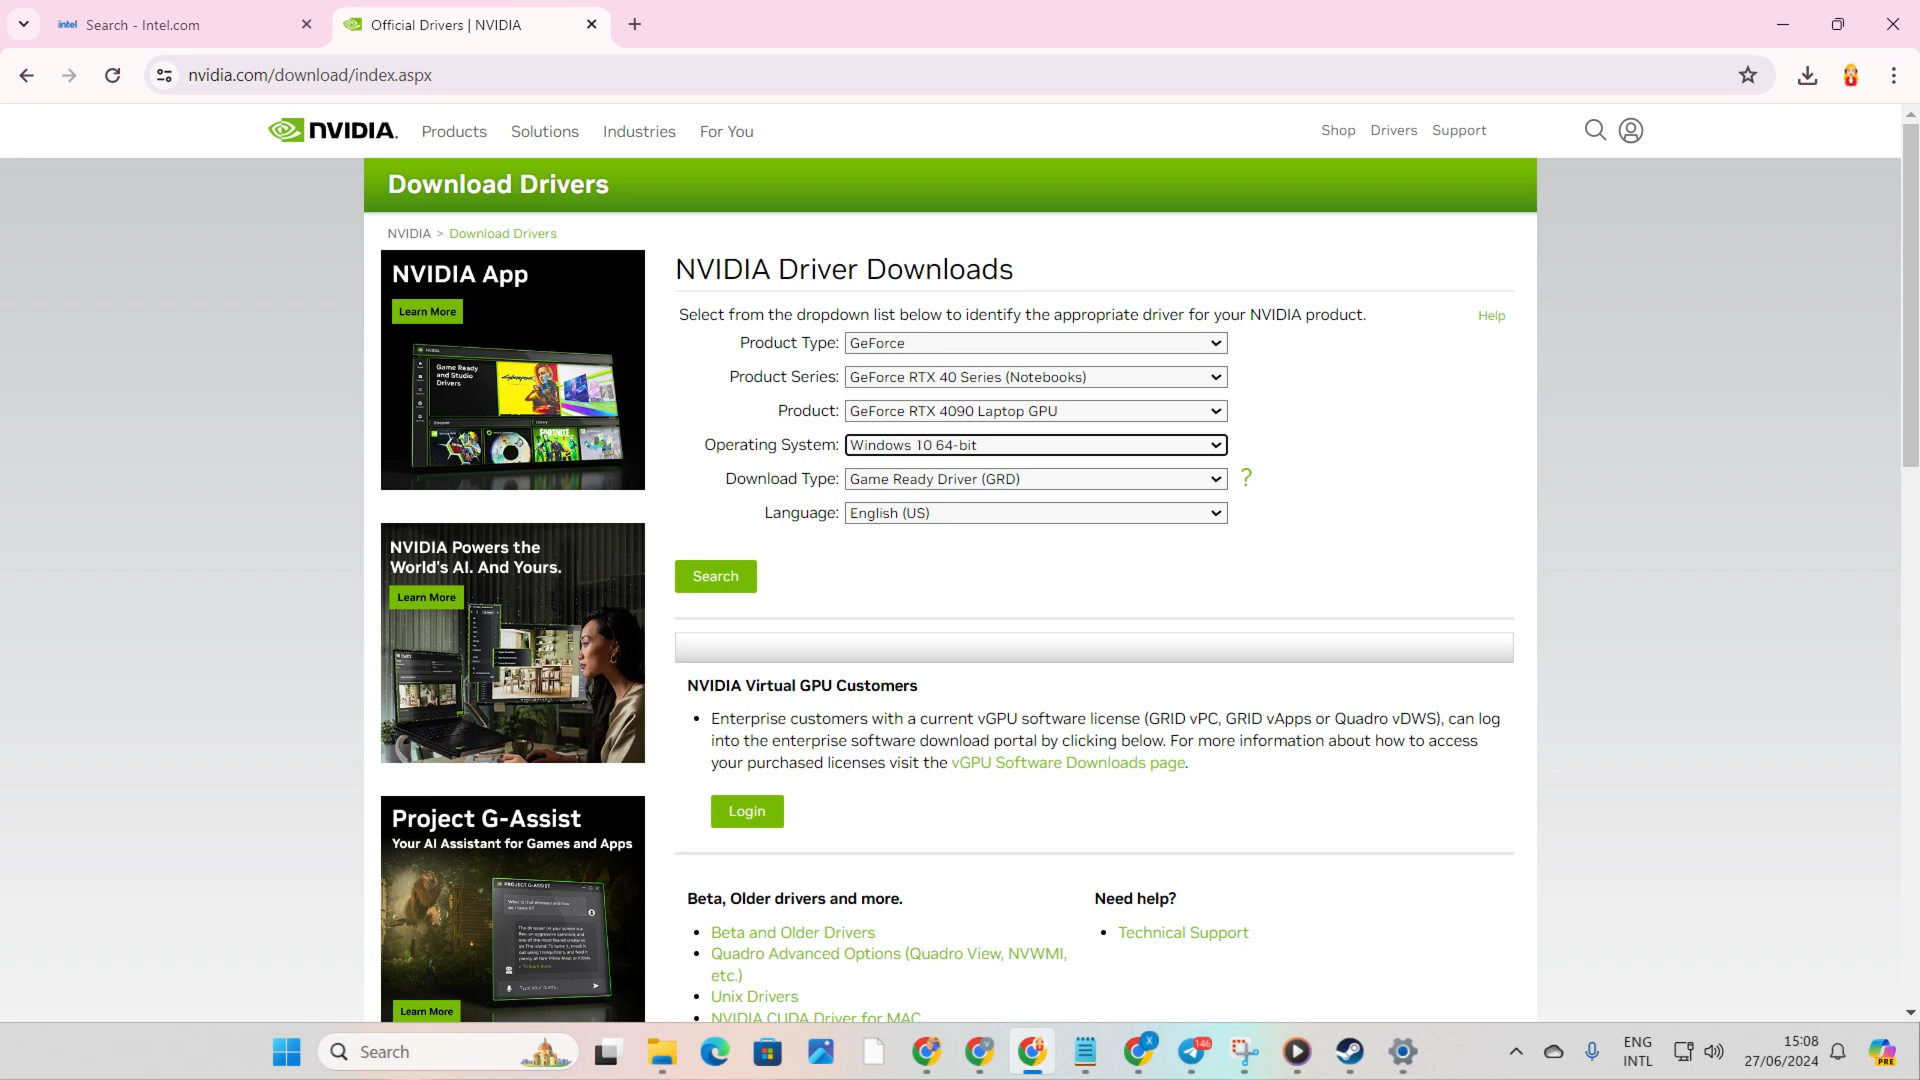 Search - Intel.com
Official Drivers | NVIDIA
nvidia.com/download/index.aspx
NVIDIA. Products Solutions Industries For You Shop Drivers Support
Download Drivers
NVIDIA > Download Drivers
NVIDIA App
Learn More
Game Ready and Studio Drivers
NVIDIA Powers the
World's AI. And Yours.
Learn More
Project G-Assist
Your AI Assistant for Games and Apps
PROJECT G-ASSIST
Learn More
NVIDIA Driver Downloads
Select from the dropdown list below to identify the appropriate driver for your NVIDIA product. Help
Product Type: GeForce
Product Series: GeForce RTX 40 Series (Notebooks)
Product: GeForce RTX 4090 Laptop GPU
Operating System: Windows 10 64-bit
Download Type: Game Ready Driver (GRD) ?
Language: English (US)
Search
NVIDIA Virtual GPU Customers
• Enterprise customers with a current vGPU software license (GRID vPC, GRID vApps or Quadro vDWS), can log
into the enterprise software download portal by clicking below. For more information about how to access
your purchased licenses visit the vGPU Software Downloads page.
Login
Beta, Older drivers and more.
• Beta and Older Drivers
• Quadro Advanced Options (Quadro View, NVWMI,
etc.)
• Unix Drivers
• NVIDIA CUDA Driver for MAC
Need help?
• Technical Support
Search
146
ENG
INTL
15:08
27/06/2024
PRE